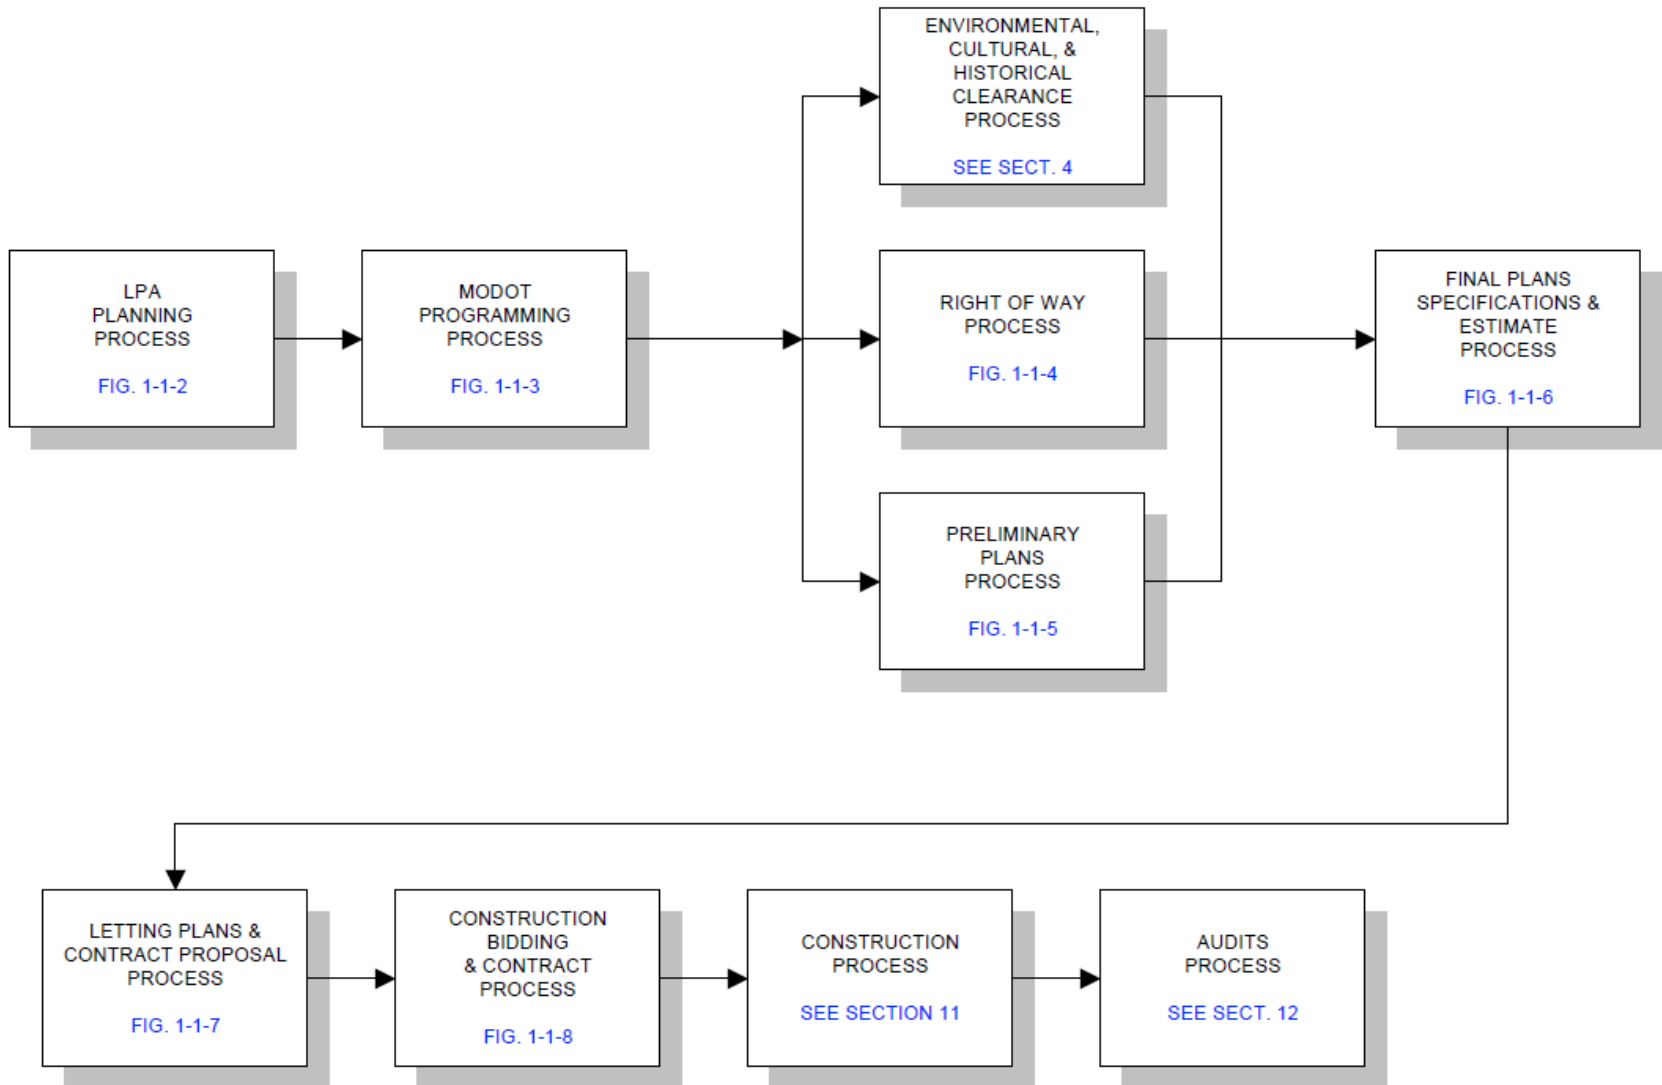 ENVIRONMENTAL,
CULTURAL, &
HISTORICAL
CLEARANCE
PROCESS
SEE SECT. 4
LPA
PLANNING
PROCESS
FIG. 1-1-2
MODOT
PROGRAMMING
PROCESS
FIG. 1-1-3
RIGHT OF WAY
PROCESS
FIG. 1-1-4
FINAL PLANS
SPECIFICATIONS &
ESTIMATE
PROCESS
FIG. 1-1-6
PRELIMINARY
PLANS
PROCESS
FIG. 1-1-5
LETTING PLANS &
CONTRACT PROPOSAL
PROCESS
FIG. 1-1-7
CONSTRUCTION
BIDDING
& CONTRACT
PROCESS
FIG. 1-1-8
CONSTRUCTION
PROCESS
SEE SECTION 11
AUDITS
PROCESS
SEE SECT. 12